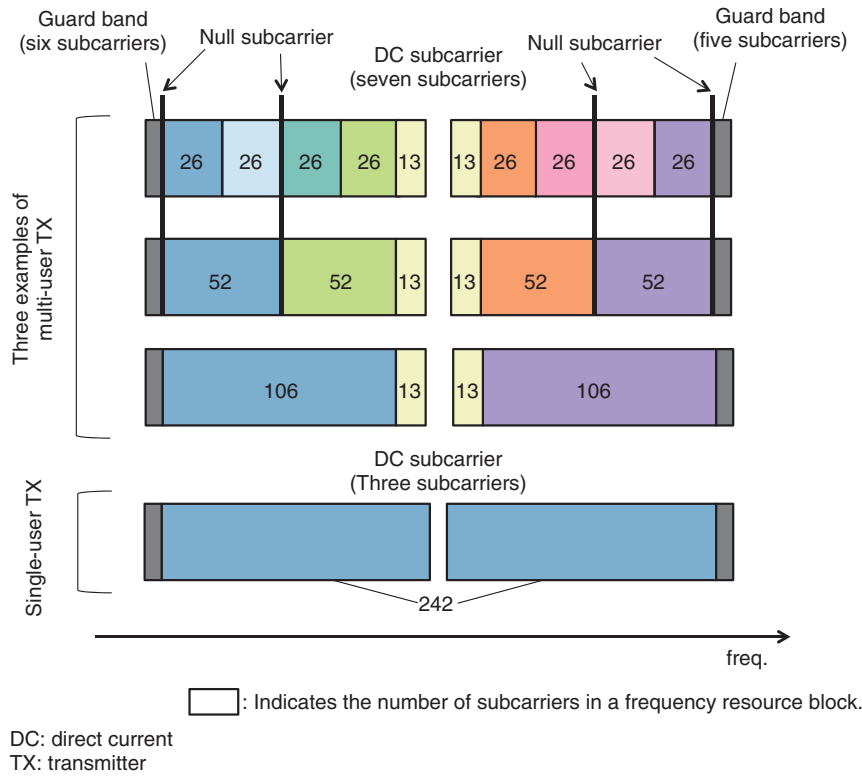 Guard band
(six subcarriers)
Null subcarrier
DC subcarrier
(seven subcarriers)
Null subcarrier
Guard band
(five subcarriers)
Three examples of
multi-user TX
26
26
26
26
13
13
26
26
26
26
52
52
13
13
52
52
106
13
13
106
DC subcarrier
(Three subcarriers)
Single-user TX
242
freq.
: Indicates the number of subcarriers in a frequency resource block.
DC: direct current
TX: transmitter